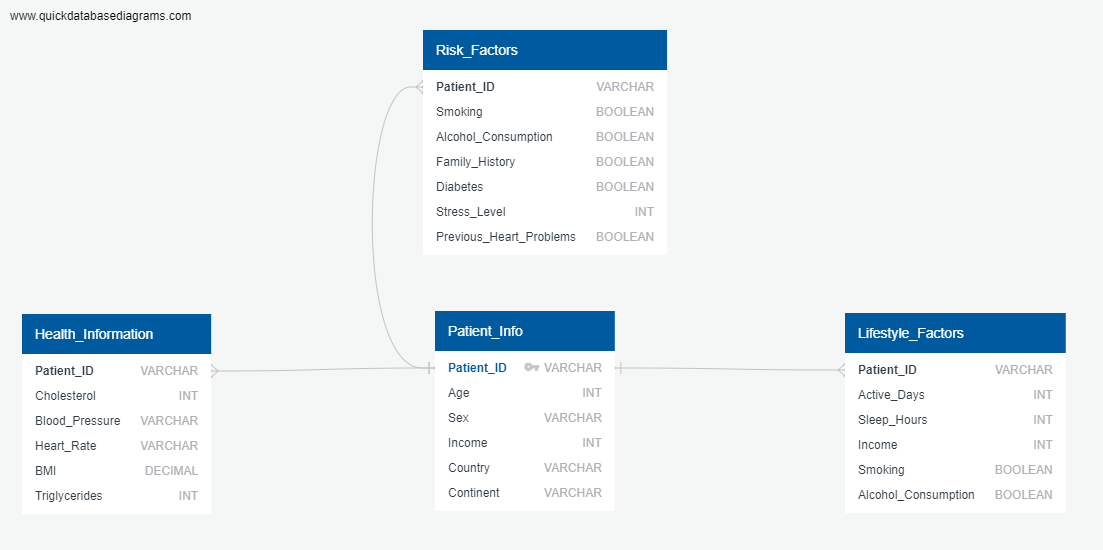 www.quickdatabasediagrams.com
Risk_Factors
Patient_ID VARCHAR
Smoking BOOLEAN
Alcohol_Consumption BOOLEAN
Family_History BOOLEAN
Diabetes BOOLEAN
Stress_Level INT
Previous_Heart_Problems BOOLEAN
Health_Information
Patient_ID VARCHAR
Cholesterol INT
Blood_Pressure VARCHAR
Heart_Rate VARCHAR
BMI DECIMAL
Triglycerides INT
Patient_Info
Patient_ID VARCHAR
Age INT
Sex VARCHAR
Income INT
Country VARCHAR
Continent VARCHAR
Lifestyle_Factors
Patient_ID VARCHAR
Active_Days INT
Sleep_Hours INT
Income INT
Smoking BOOLEAN
Alcohol_Consumption BOOLEAN